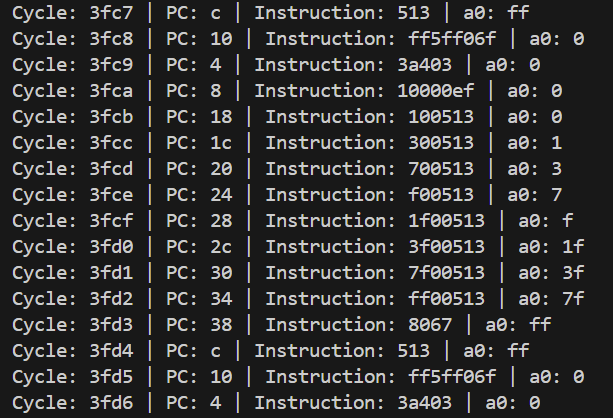 Cycle: 3fc7 | PC: c | Instruction: 513 | a0: ff
Cycle: 3fc8 | PC: 10 | Instruction: ff5ff06f | a0: 0
Cycle: 3fc9 | PC: 4 | Instruction: 3a403 | a0: 0
Cycle: 3fca | PC: 8 | Instruction: 10000ef | a0: 0
Cycle: 3fcb | PC: 18 | Instruction: 100513 | a0: 0
Cycle: 3fcc | PC: 1c | Instruction: 300513 | a0: 1
Cycle: 3fcd | PC: 20 | Instruction: 700513 | a0: 3
Cycle: 3fce | PC: 24 | Instruction: f00513 | a0: 7
Cycle: 3fcf | PC: 28 | Instruction: 1f00513 | a0: f
Cycle: 3fd0 | PC: 2c | Instruction: 3f00513 | a0: 1f
Cycle: 3fd1 | PC: 30 | Instruction: 7f00513 | a0: 3f
Cycle: 3fd2 | PC: 34 | Instruction: ff00513 | a0: 7f
Cycle: 3fd3 | PC: 38 | Instruction: 8067 | a0: ff
Cycle: 3fd4 | PC: c | Instruction: 513 | a0: ff
Cycle: 3fd5 | PC: 10 | Instruction: ff5ff06f | a0: 0
Cycle: 3fd6 | PC: 4 | Instruction: 3a403 | a0: 0